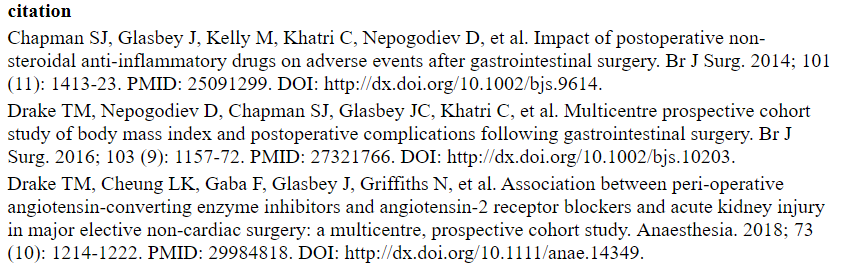 citation
Chapman SJ, Glasbey J, Kelly M, Khatri C, Nepogodiev D, et al. Impact of postoperative non-
steroidal anti-inflammatory drugs on adverse events after gastrointestinal surgery. Br J Surg. 2014; 101
(11): 1413-23. PMID: 25091299. DOI: http://dx.doi.org/10.1002/bjs.9614.
Drake TM, Nepogodiev D, Chapman SJ, Glasbey JC, Khatri C, et al. Multicentre prospective cohort
study of body mass index and postoperative complications following gastrointestinal surgery. Br J
Surg. 2016; 103 (9): 1157-72. PMID: 27321766. DOI: http://dx.doi.org/10.1002/bjs.10203.
Drake TM, Cheung LK, Gaba F, Glasbey J, Griffiths N, et al. Association between peri-operative
angiotensin-converting enzyme inhibitors and angiotensin-2 receptor blockers and acute kidney injury
in major elective non-cardiac surgery: a multicentre, prospective cohort study. Anaesthesia. 2018; 73
(10): 1214-1222. PMID: 29984818. DOI: http://dx.doi.org/10.1111/anae.14349.